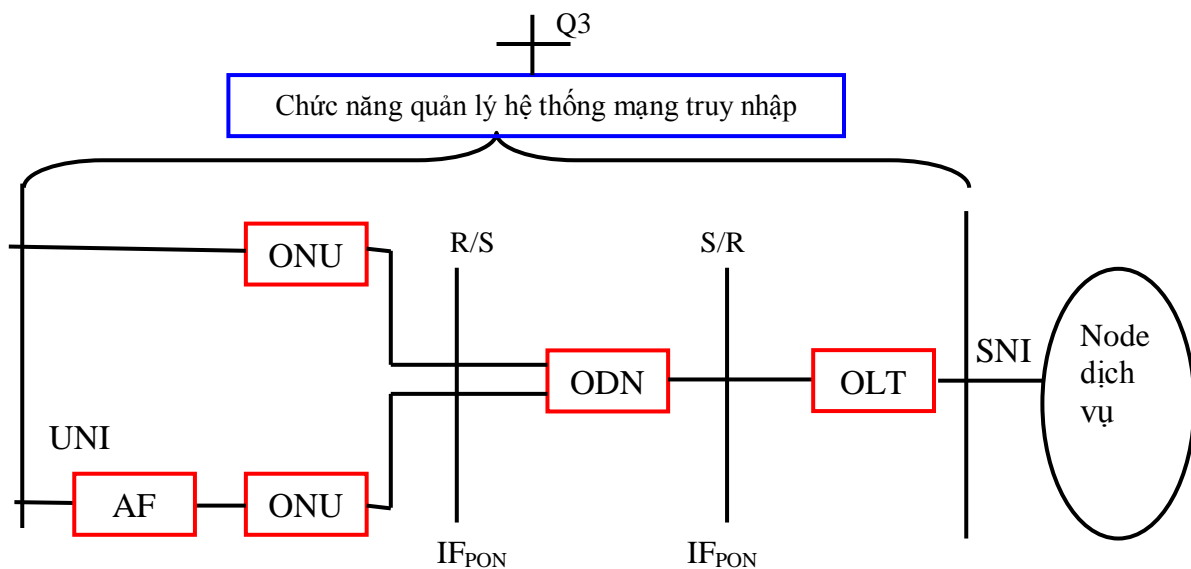 Q3
Chức năng quản lý hệ thống mạng truy nhập
R/S
S/R
ONU
ODN
OLT
SNI
Node
dịch
vụ
UNI
AF
ONU
IFPON
IFPON